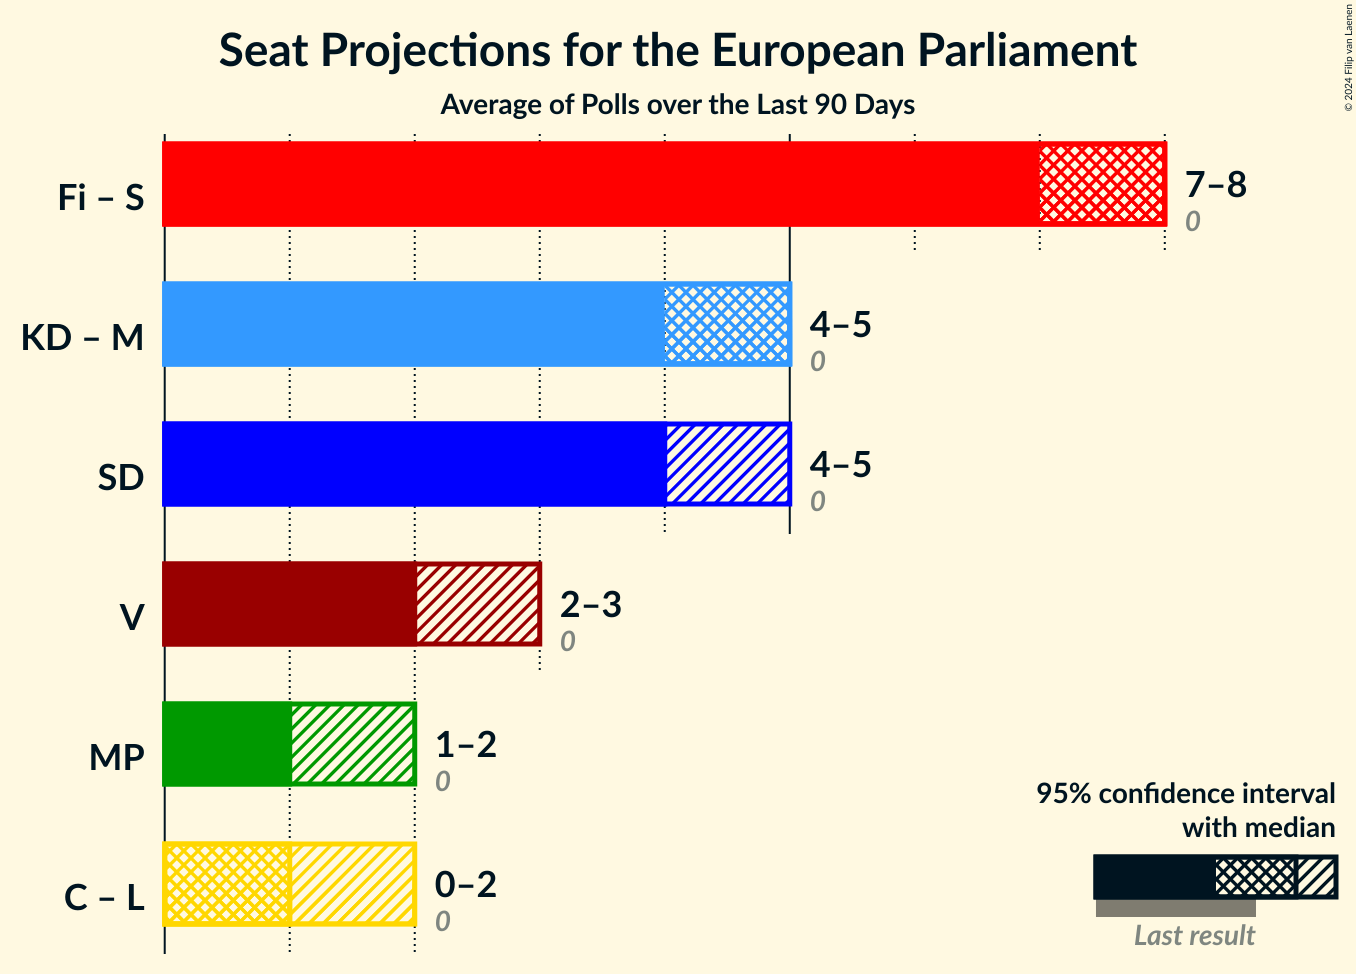 Seat Projections for the European Parliament
Average of Polls over the Last 90 Days
© 2024 Filip van Laenen
Fi – S
7–8
0
KD – M
4–5
0
SD
4–5
0
V
2–3
0
MP
1–2
0
C – L
0–2
0
95% confidence interval
with median
Last result